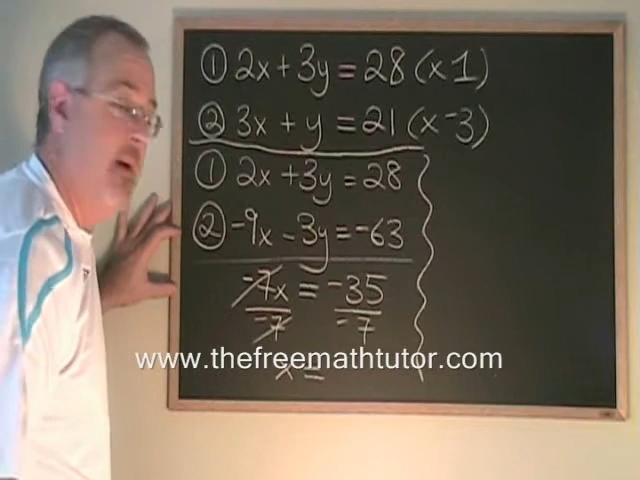 ① 2x + 3y = 28 (x 1)
② 3x + y = 21 (x -3)
① 2x + 3y = 28
② -9x - 3y = -63
-7x = -35
-7 -7
www.thefreemathtutor.com
x =